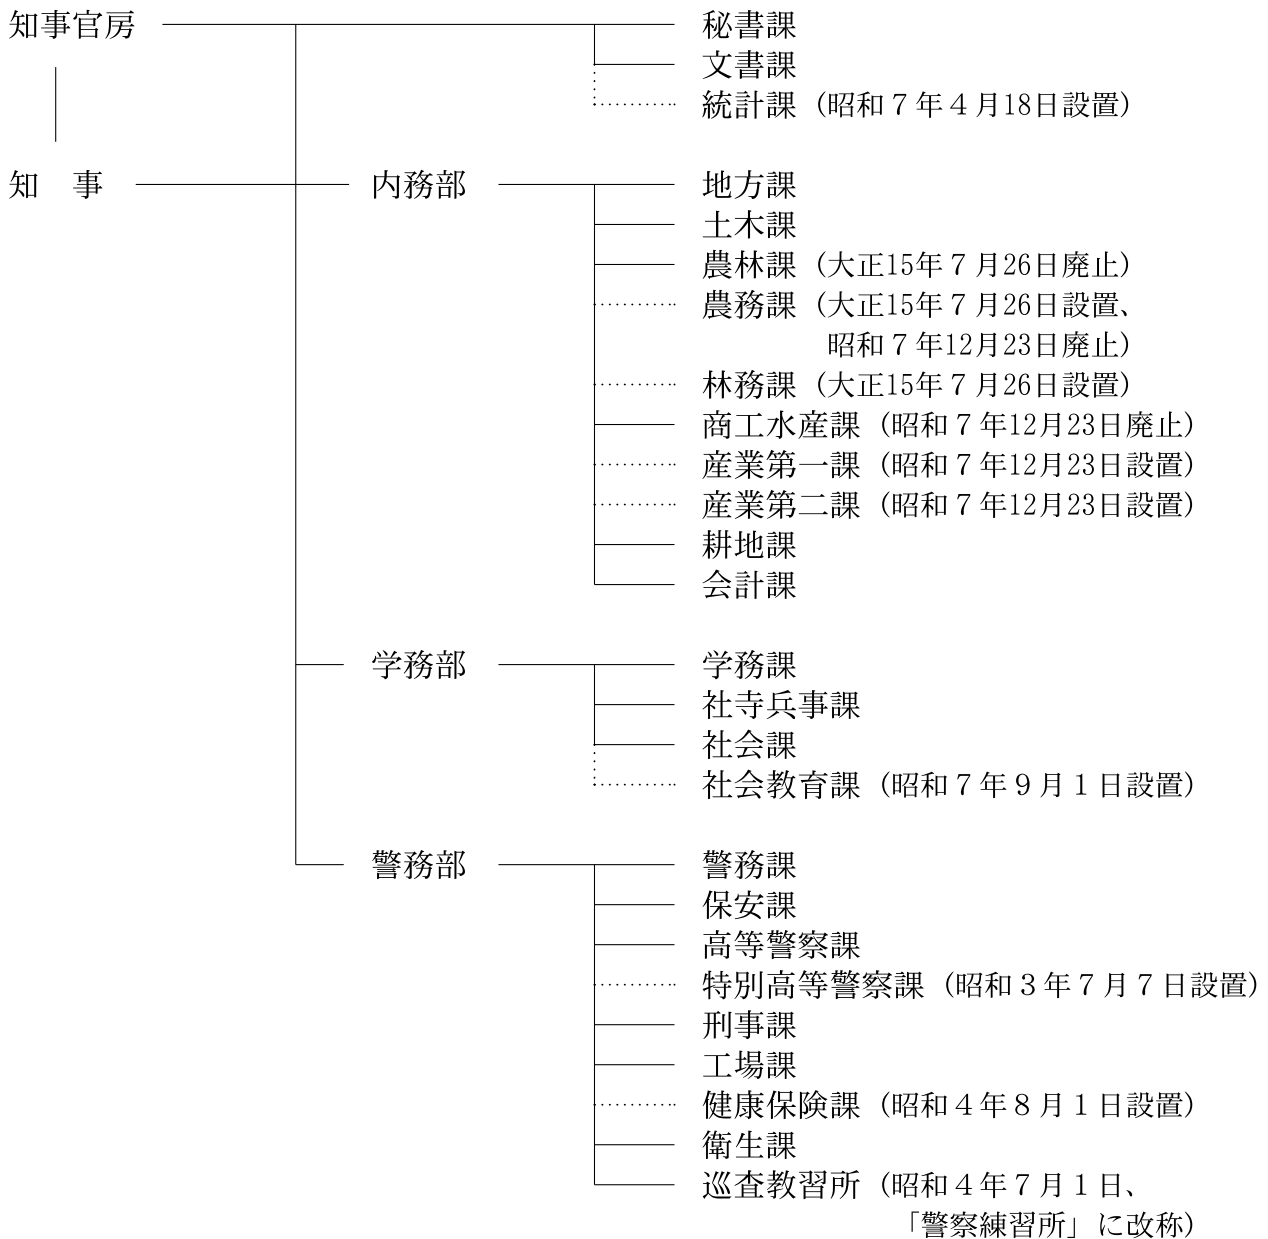 知事官房 秘書課
文書課
統計課（昭和７年４月18日設置）
知　事 内務部 地方課
土木課
農林課（大正15年７月26日廃止）
農務課（大正15年７月26日設置、
昭和７年12月23日廃止）
林務課（大正15年７月26日設置）
商工水産課（昭和７年12月23日廃止）
産業第一課（昭和７年12月23日設置）
産業第二課（昭和７年12月23日設置）
耕地課
会計課
学務部 学務課
社寺兵事課
社会課
社会教育課（昭和７年９月１日設置）
警務部 警務課
保安課
高等警察課
特別高等警察課（昭和３年７月７日設置）
刑事課
工場課
健康保険課（昭和４年８月１日設置）
衛生課
巡査教習所（昭和４年７月１日、
「警察練習所」に改称）